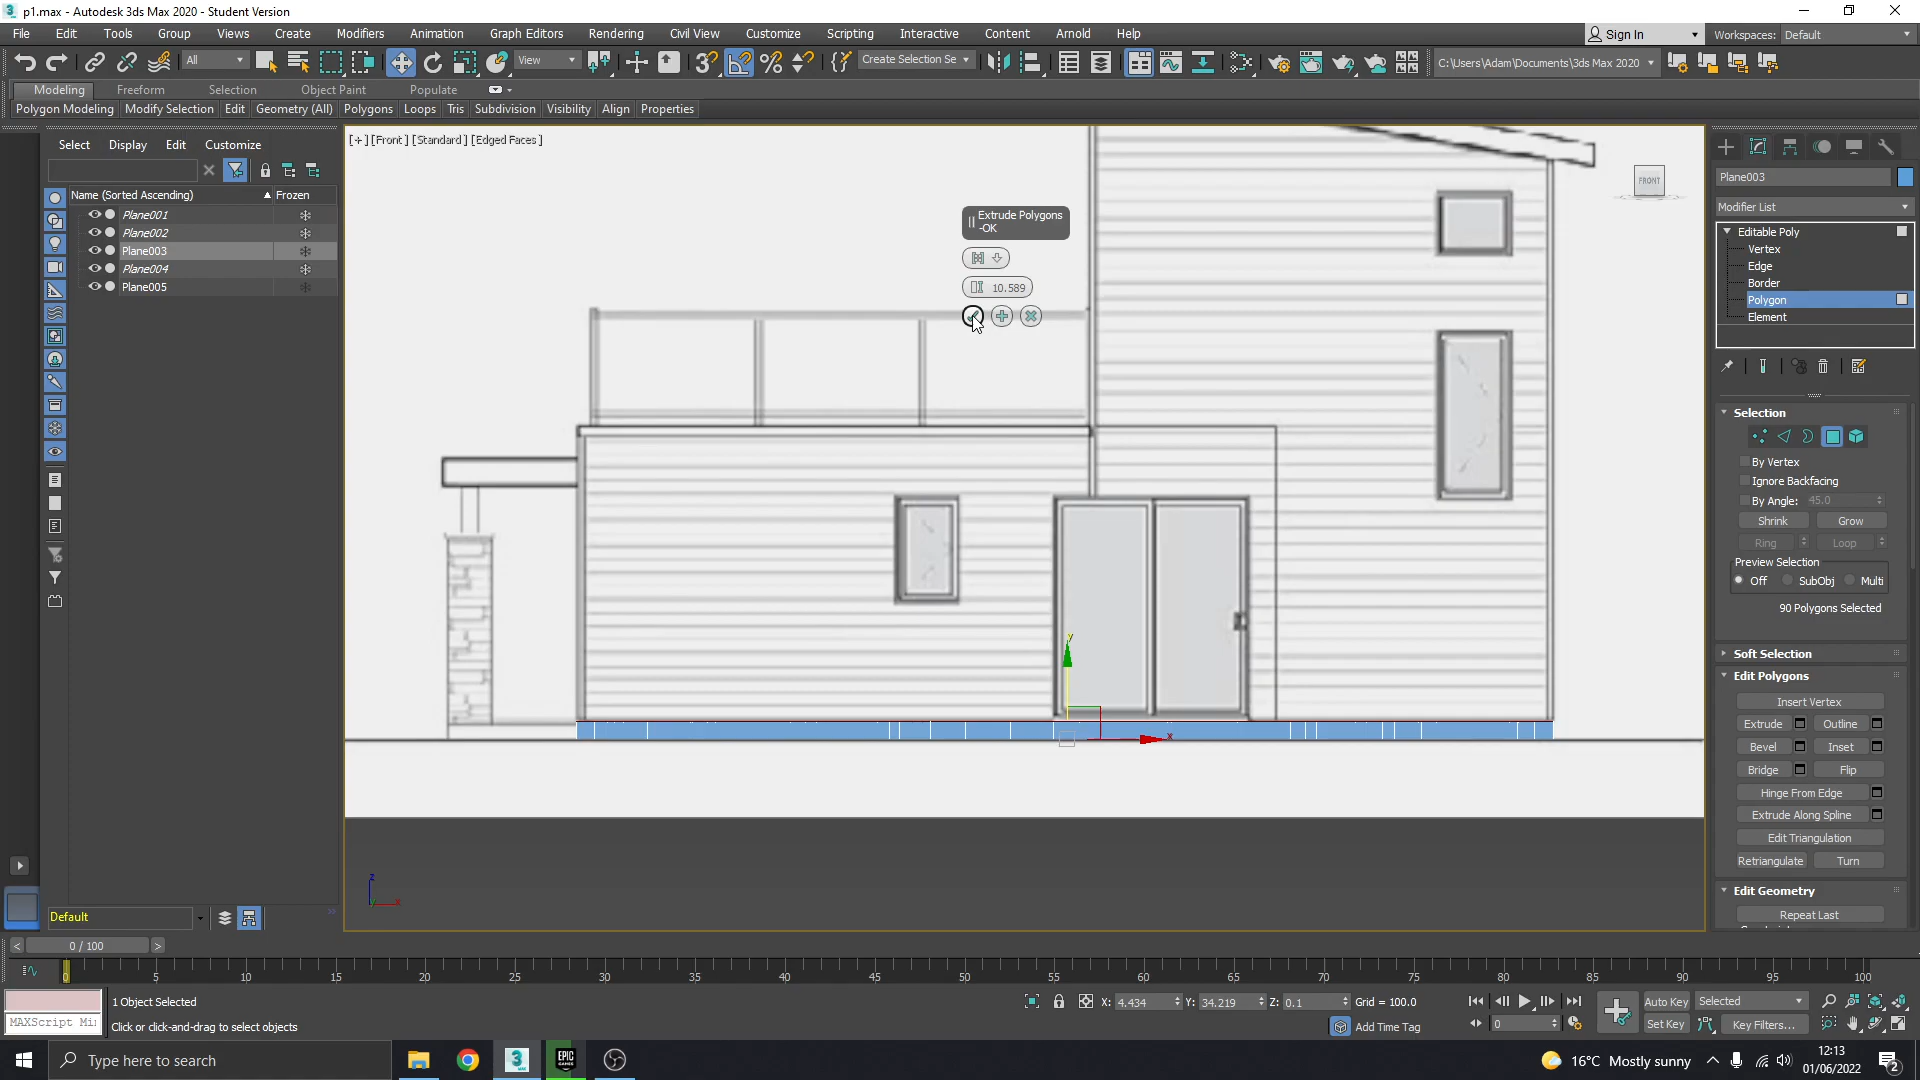 p1.max - Autodesk 3ds Max 2020 - Student Version
File Edit Tools Group Views Create Modifiers Animation Graph Editors Rendering Civil View Customize Scripting Interactive Content Arnold Help
Sign In Workspaces: Default
All View Create Selection Se C:\Users\Adam\Documents\3ds Max 2020
Modeling Freeform Selection Object Paint Populate
Polygon Modeling Modify Selection Edit Geometry (All) Polygons Loops Tris Subdivision Visibility Align Properties
Select Display Edit Customize
Name (Sorted Ascending) Frozen
Plane001
Plane002
Plane003
Plane004
Plane005
Default
[+] [Front] [Standard] [Edged Faces]
FRONT
Extrude Polygons
-OK
10.589
y
x
z
Plane003
Modifier List
Editable Poly
Vertex
Edge
Border
Polygon
Element
Selection
By Vertex
Ignore Backfacing
By Angle: 45.0
Shrink Grow
Ring Loop
Preview Selection
Off SubObj Multi
90 Polygons Selected
Soft Selection
Edit Polygons
Insert Vertex
Extrude Outline
Bevel Inset
Bridge Flip
Hinge From Edge
Extrude Along Spline
Edit Triangulation
Retriangulate Turn
Edit Geometry
Repeat Last
0 / 100
0 5 10 15 20 25 30 35 40 45 50 55 60 65 70 75 80 85 90 95 100
1 Object Selected
X: 4.434 Y: 34.219 Z: 0.1 Grid = 100.0
Auto Key Selected
MAXScript Mi
Click or click-and-drag to select objects
Add Time Tag
0
Set Key Key Filters...
Type here to search
16°C Mostly sunny
12:13
01/06/2022
2